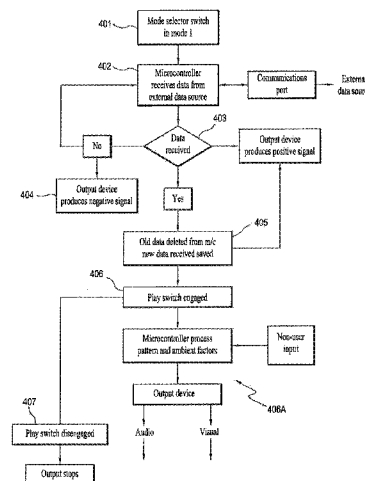 401
Mode selector switch
in mode 1
402
Microcontroller
receives data from
external data source
Communications
port
External
data source
403
Data
received
No
Output device
produces positive signal
404
Output device
produces negative signal
Yes
405
Old data deleted from m/c
new data received saved
406
Play switch engaged
Microcontroller process
pattern and ambient factors
Non-user
input
Output device
406A
407
Audio
Visual
Play switch disengaged
Output stops